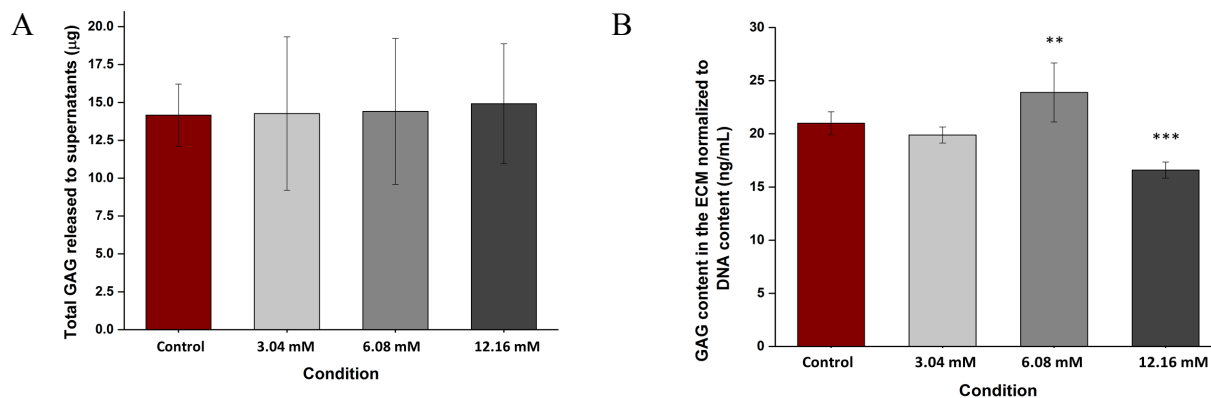 A
Total GAG released to supernatants (μg)
20.0
17.5
15.0
12.5
10.0
7.5
5.0
2.5
0.0
Control 3.04 mM 6.08 mM 12.16 mM
Condition
B
GAG content in the ECM normalized to
DNA content (ng/mL)
30
25
20
15
10
5
0
**
***
Control 3.04 mM 6.08 mM 12.16 mM
Condition